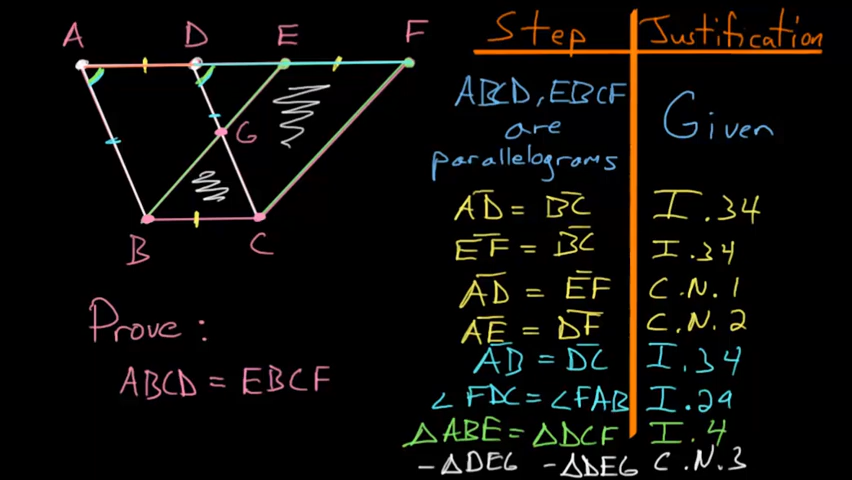 A D E F
G
B C
Prove:
ABCD = EBCF
Step Justification
ABCD, EBCF are parallelograms Given
AD = BC I.34
EF = BC I.34
AD = EF C.N.1
AE = DF C.N.2
AB = DC I.34
∠FDC = ∠FAB I.29
△ABE = △DCF I.4
-△DEG -△DEG C.N.3